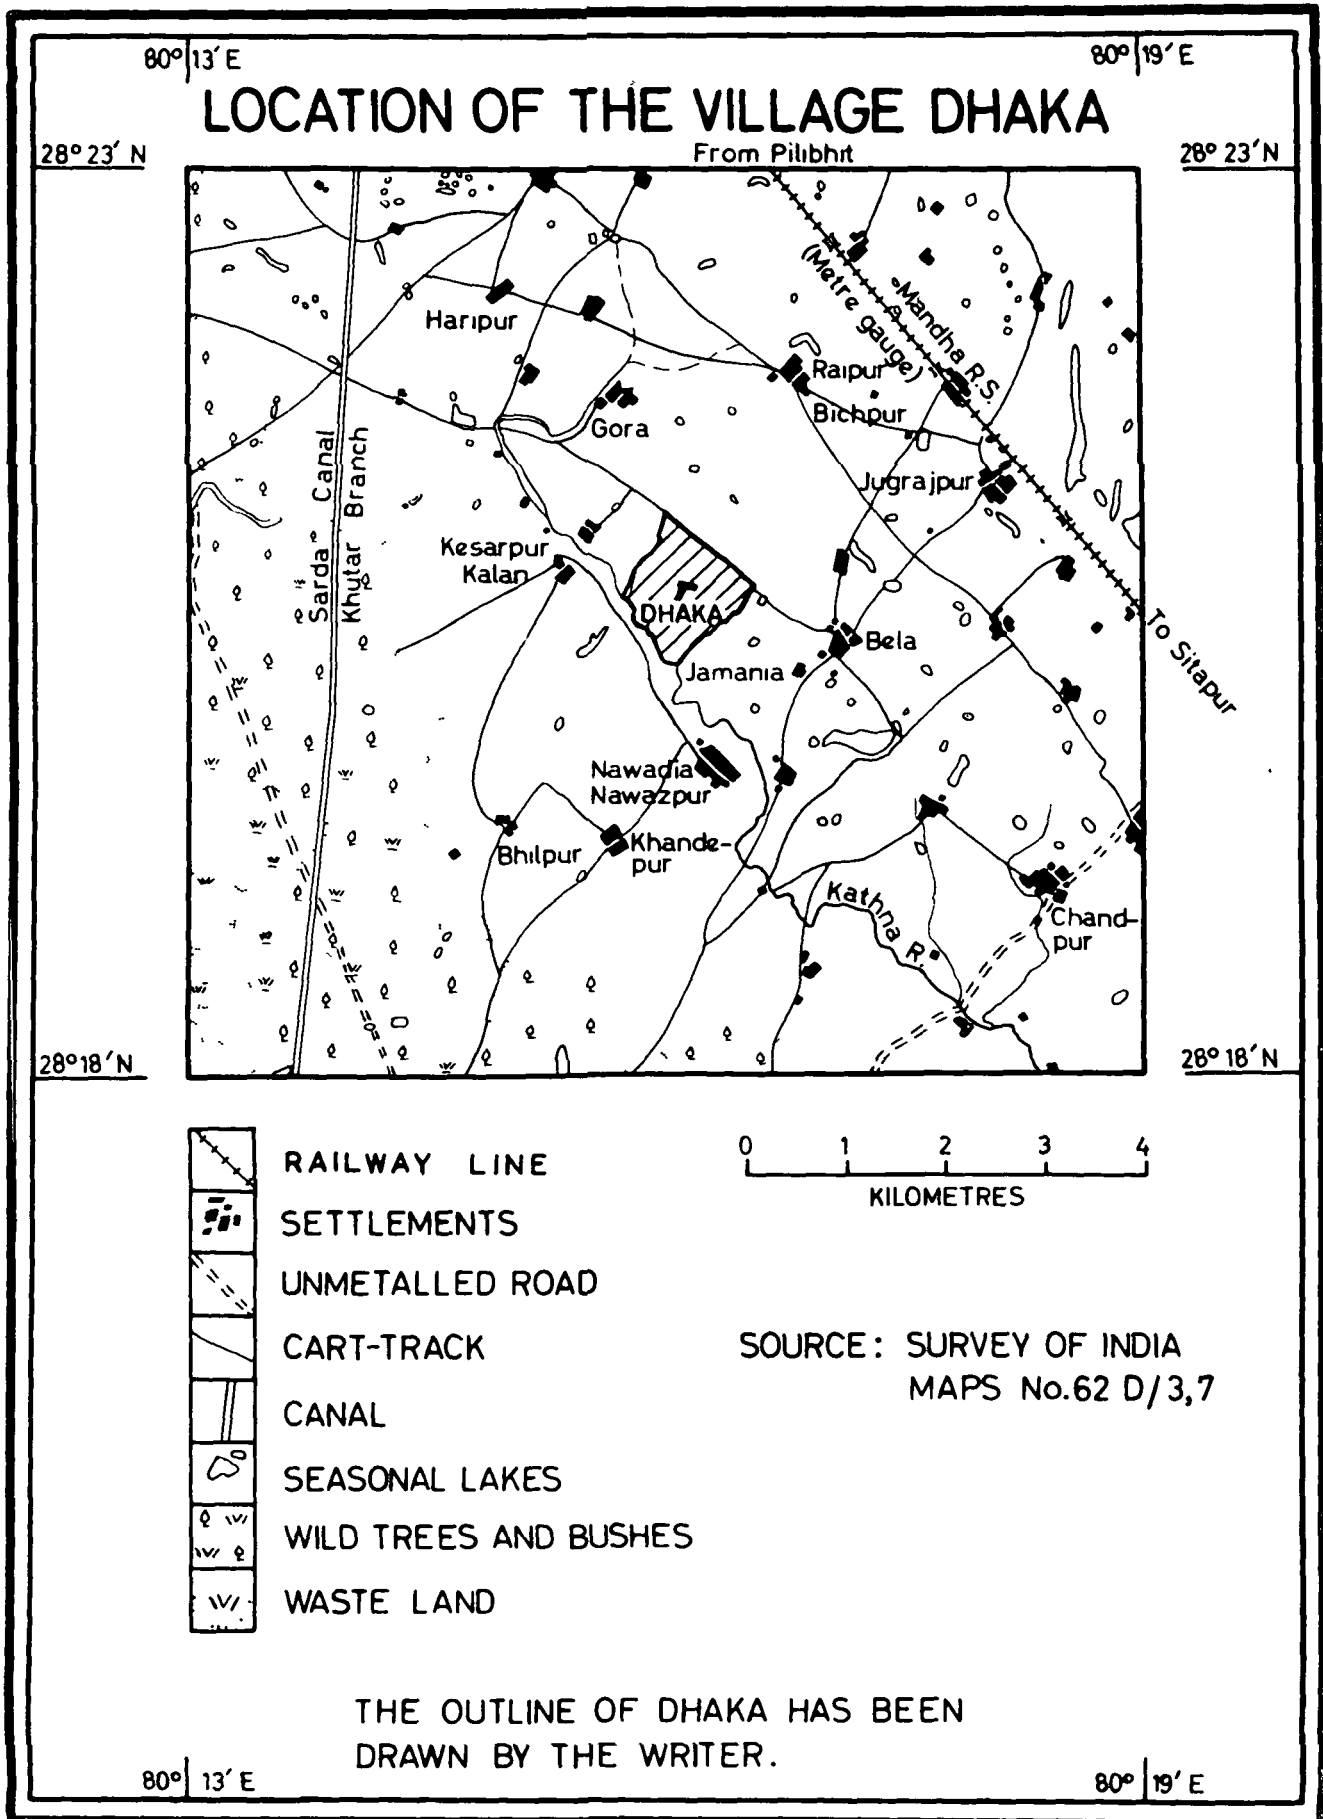 80° 13′ E
80° 19′ E
LOCATION OF THE VILLAGE DHAKA
28° 23′ N
From Pilibhit
28° 23′ N
(Metre gauge)
Mandha R.S.
Haripur
Raipur
Bichpur
Gora
Jugrajpur
Sarda Canal
Khutar Branch
Kesarpur
Kalan
DHAKA
Bela
Jamania
To Sitapur
Nawadia
Nawazpur
Bhilpur
Khande-
pur
Kathna R.
Chand-
pur
28° 18′ N
28° 18′ N
0 1 2 3 4
KILOMETRES
RAILWAY LINE
SETTLEMENTS
UNMETALLED ROAD
CART-TRACK
CANAL
SEASONAL LAKES
WILD TREES AND BUSHES
WASTE LAND
SOURCE: SURVEY OF INDIA
MAPS No.62 D/3,7
THE OUTLINE OF DHAKA HAS BEEN
DRAWN BY THE WRITER.
80° 13′ E
80° 19′ E